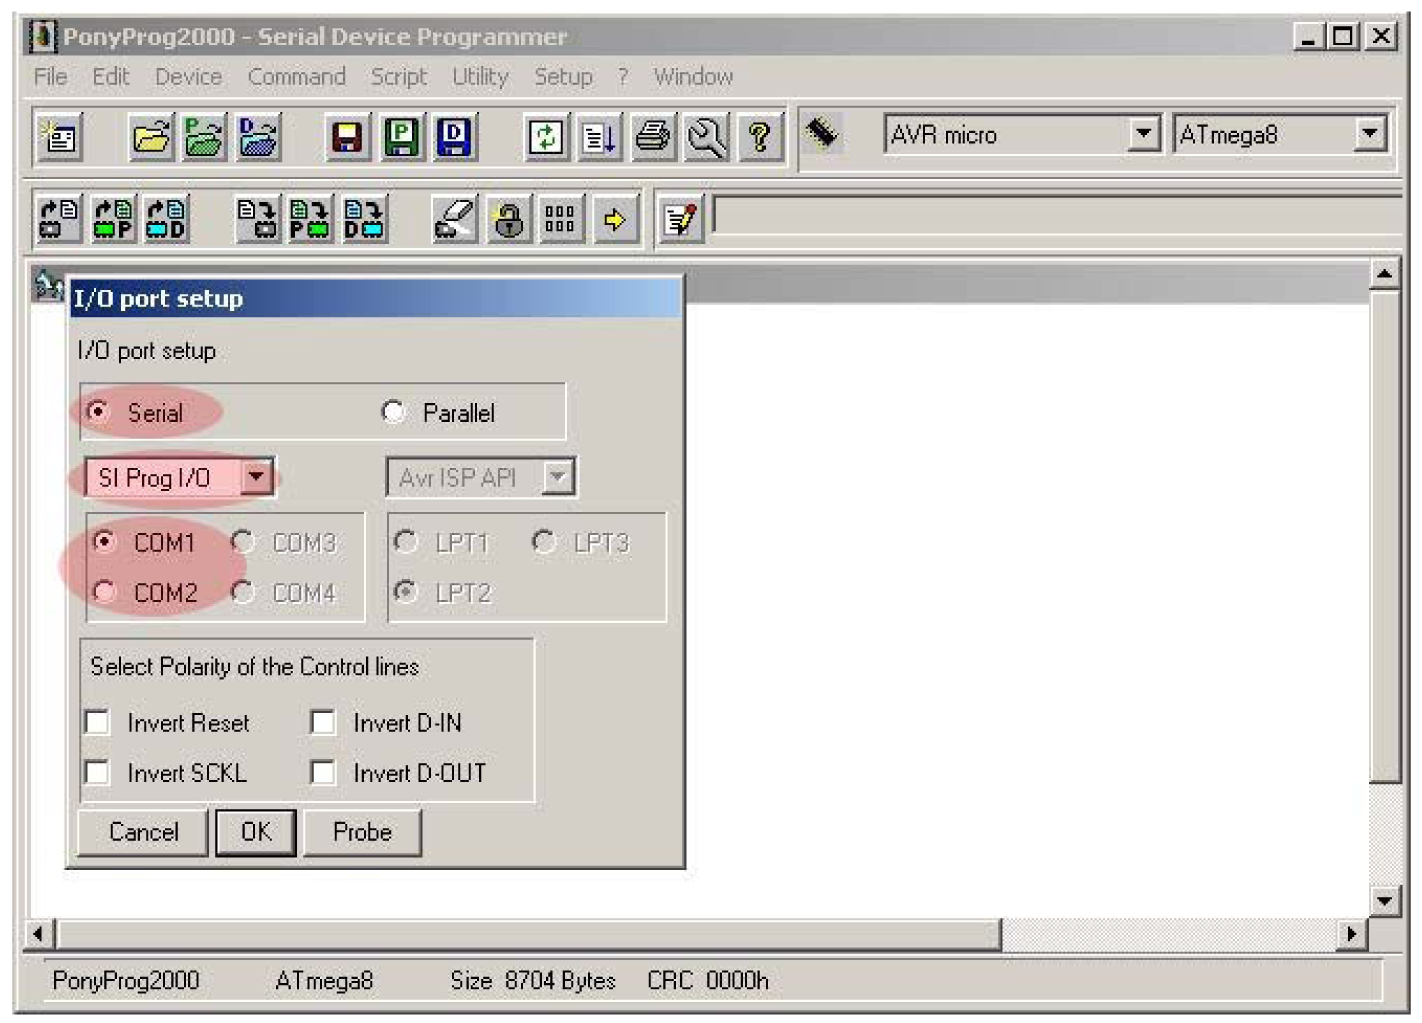 PonyProg2000 - Serial Device Programmer
File Edit Device Command Script Utility Setup ? Window
P D P D AVR micro ATmega8
P D P D
I/O port setup
I/O port setup
Serial Parallel
SI Prog I/O Avr ISP API
COM1 COM3 LPT1 LPT3
COM2 COM4 LPT2
Select Polarity of the Control lines
Invert Reset Invert D-IN
Invert SCKL Invert D-OUT
Cancel OK Probe
PonyProg2000 ATmega8 Size 8704 Bytes CRC 0000h